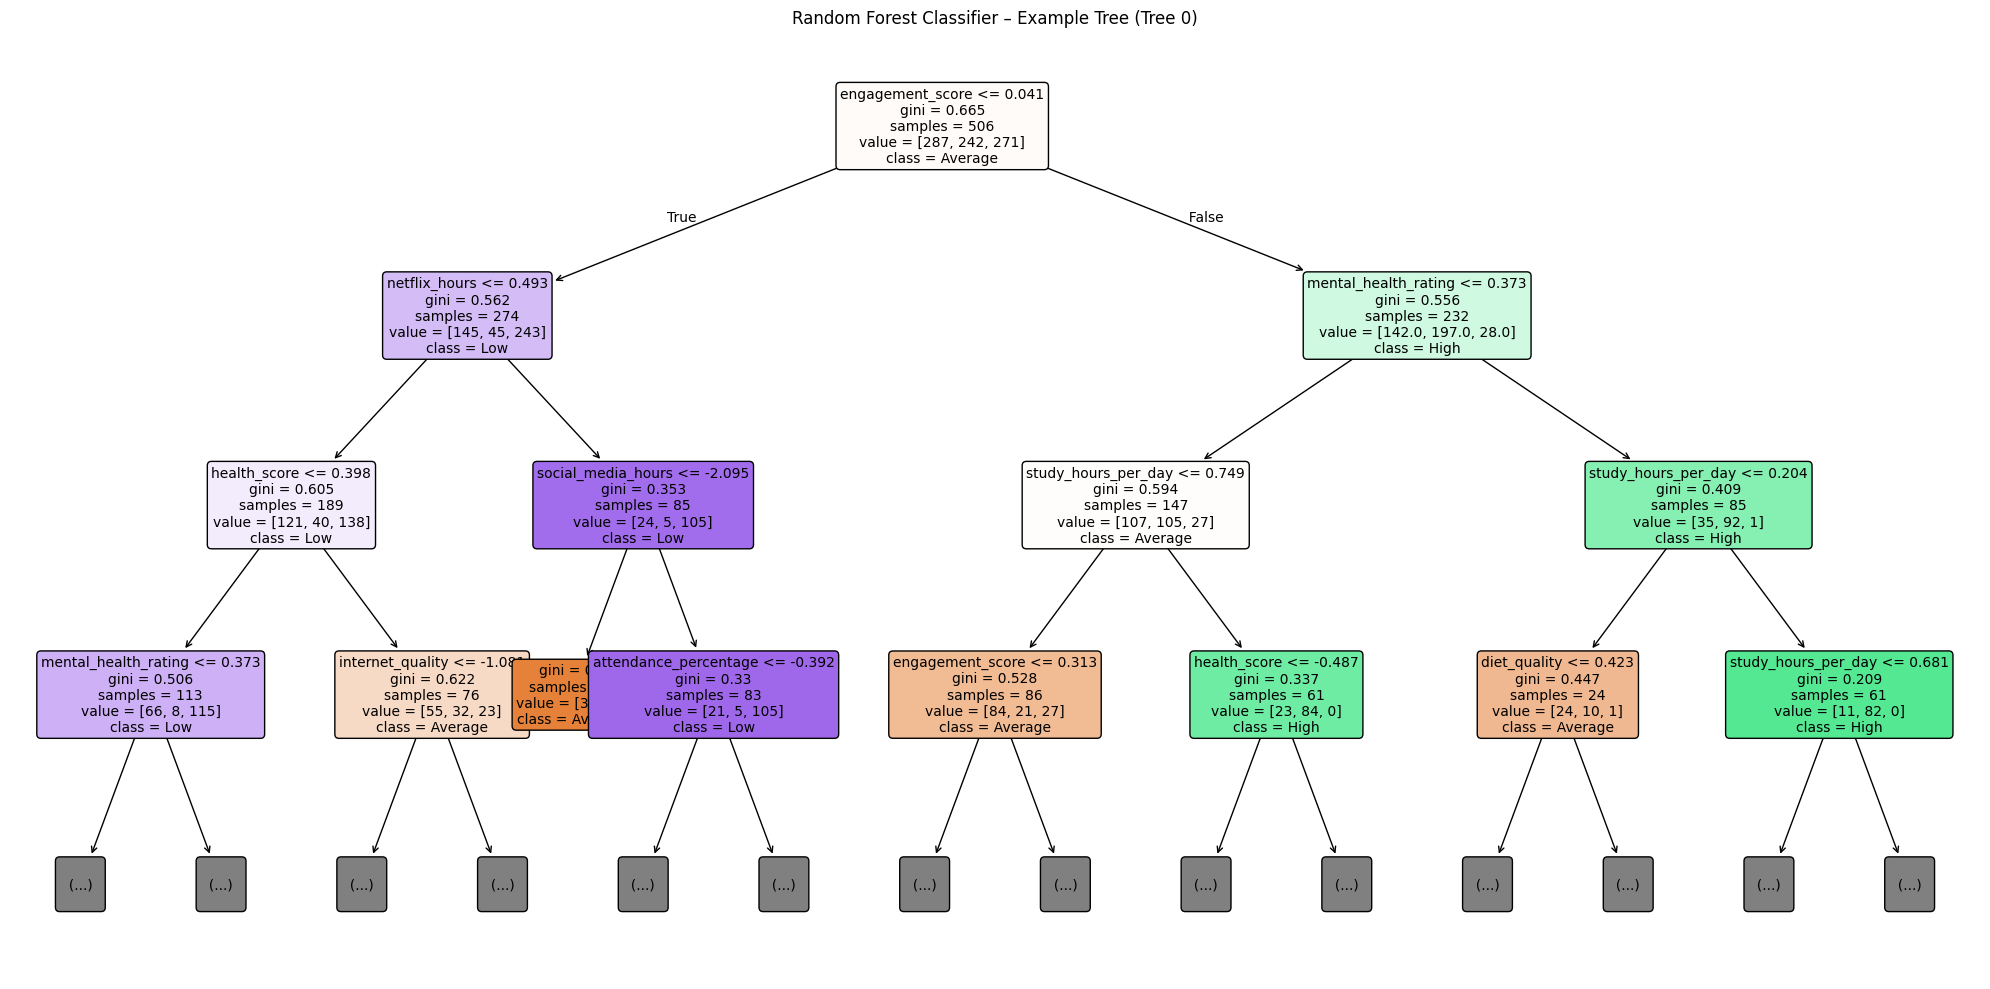 Random Forest Classifier – Example Tree (Tree 0)
engagement_score <= 0.041
gini = 0.665
samples = 506
value = [287, 242, 271]
class = Average
True
False
netflix_hours <= 0.493
gini = 0.562
samples = 274
value = [145, 45, 243]
class = Low
mental_health_rating <= 0.373
gini = 0.556
samples = 232
value = [142.0, 197.0, 28.0]
class = High
health_score <= 0.398
gini = 0.605
samples = 189
value = [121, 40, 138]
class = Low
social_media_hours <= -2.095
gini = 0.353
samples = 85
value = [24, 5, 105]
class = Low
study_hours_per_day <= 0.749
gini = 0.594
samples = 147
value = [107, 105, 27]
class = Average
study_hours_per_day <= 0.204
gini = 0.409
samples = 85
value = [35, 92, 1]
class = High
mental_health_rating <= 0.373
gini = 0.506
samples = 113
value = [66, 8, 115]
class = Low
internet_quality <= -1.081
gini = 0.622
samples = 76
value = [55, 32, 23]
class = Average
gini =
samples
value = [3
class =
attendance_percentage <= -0.392
gini = 0.33
samples = 83
value = [21, 5, 105]
class = Low
engagement_score <= 0.313
gini = 0.528
samples = 86
value = [84, 21, 27]
class = Average
health_score <= -0.487
gini = 0.337
samples = 61
value = [23, 84, 0]
class = High
diet_quality <= 0.423
gini = 0.447
samples = 24
value = [24, 10, 1]
class = Average
study_hours_per_day <= 0.681
gini = 0.209
samples = 61
value = [11, 82, 0]
class = High
(...)
(...)
(...)
(...)
(...)
(...)
(...)
(...)
(...)
(...)
(...)
(...)
(...)
(...)